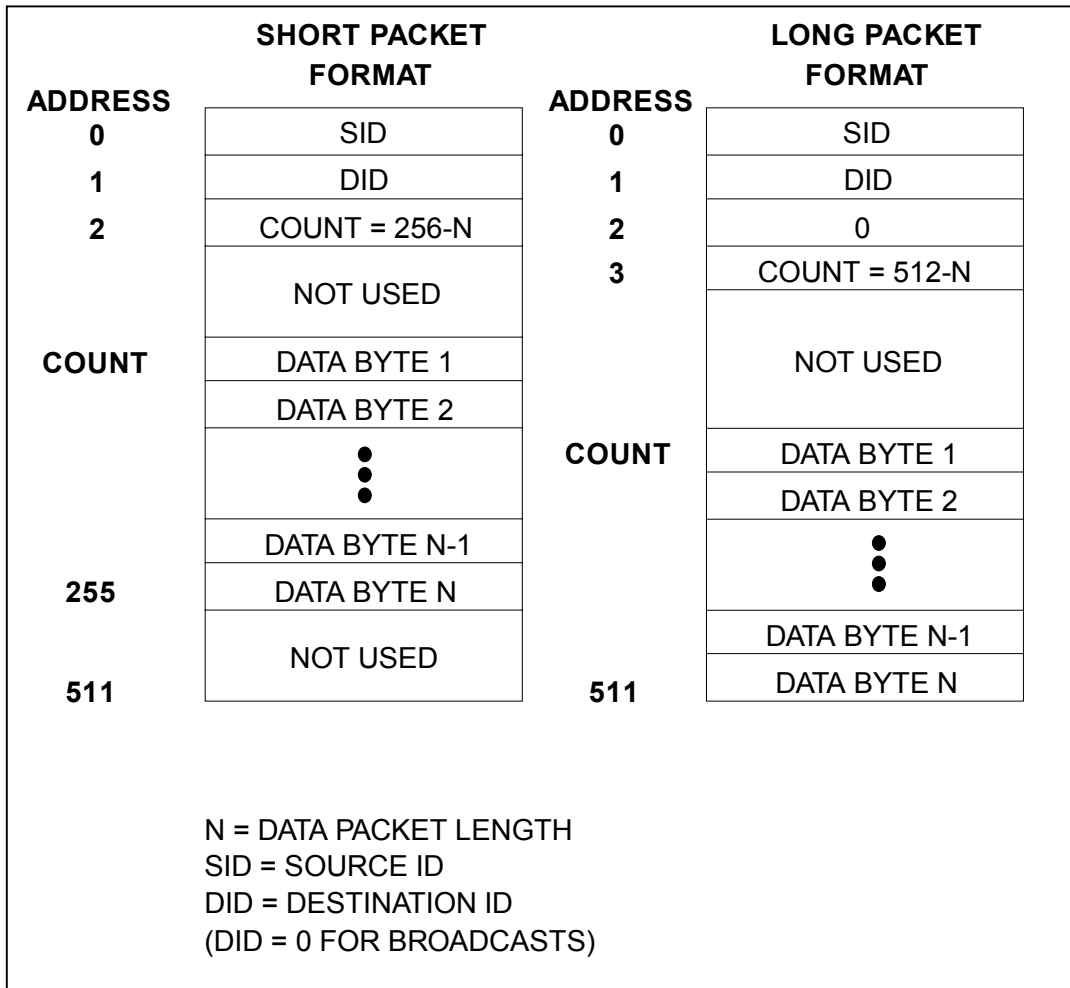 SHORT PACKET
FORMAT
ADDRESS
0 SID
1 DID
2 COUNT = 256-N
NOT USED
COUNT DATA BYTE 1
DATA BYTE 2
DATA BYTE N-1
255 DATA BYTE N
NOT USED
511
LONG PACKET
FORMAT
ADDRESS
0 SID
1 DID
2 0
3 COUNT = 512-N
NOT USED
COUNT DATA BYTE 1
DATA BYTE 2
DATA BYTE N-1
511 DATA BYTE N
N = DATA PACKET LENGTH
SID = SOURCE ID
DID = DESTINATION ID
(DID = 0 FOR BROADCASTS)